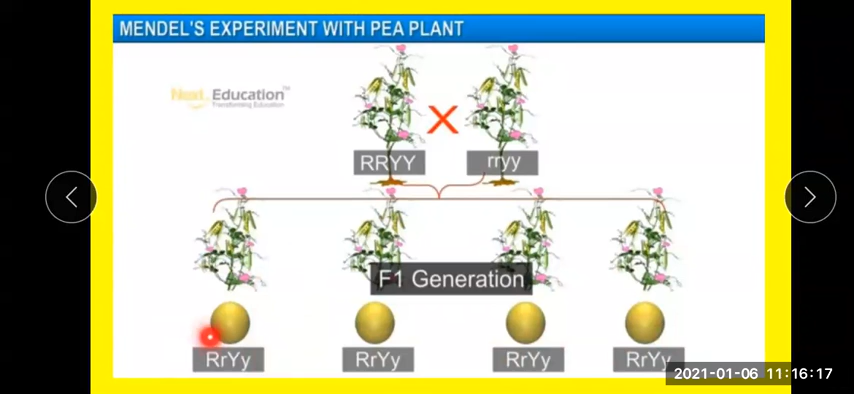 MENDEL'S EXPERIMENT WITH PEA PLANT
Next Education™
Transforming Education
X
RRYY
rryy
F1 Generation
RrYy
RrYy
RrYy
RrYy
2021-01-06 11:16:17